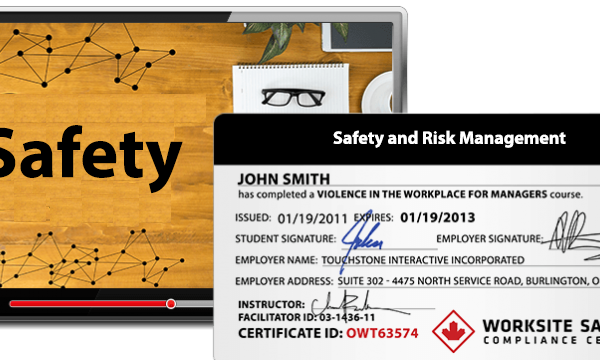 Safety
Safety and Risk Management
JOHN SMITH
has completed a VIOLENCE IN THE WORKPLACE FOR MANAGERS course.
ISSUED: 01/19/2011 EXPIRES: 01/19/2013
STUDENT SIGNATURE: John EMPLOYER SIGNATURE:
EMPLOYER NAME: TOUCHSTONE INTERACTIVE INCORPORATED
EMPLOYER ADDRESS: SUITE 302 - 4475 NORTH SERVICE ROAD, BURLINGTON, O
INSTRUCTOR:
FACILITATOR ID: 03-1436-11
CERTIFICATE ID: OWT63574
WORKSITE SA
COMPLIANCE CE